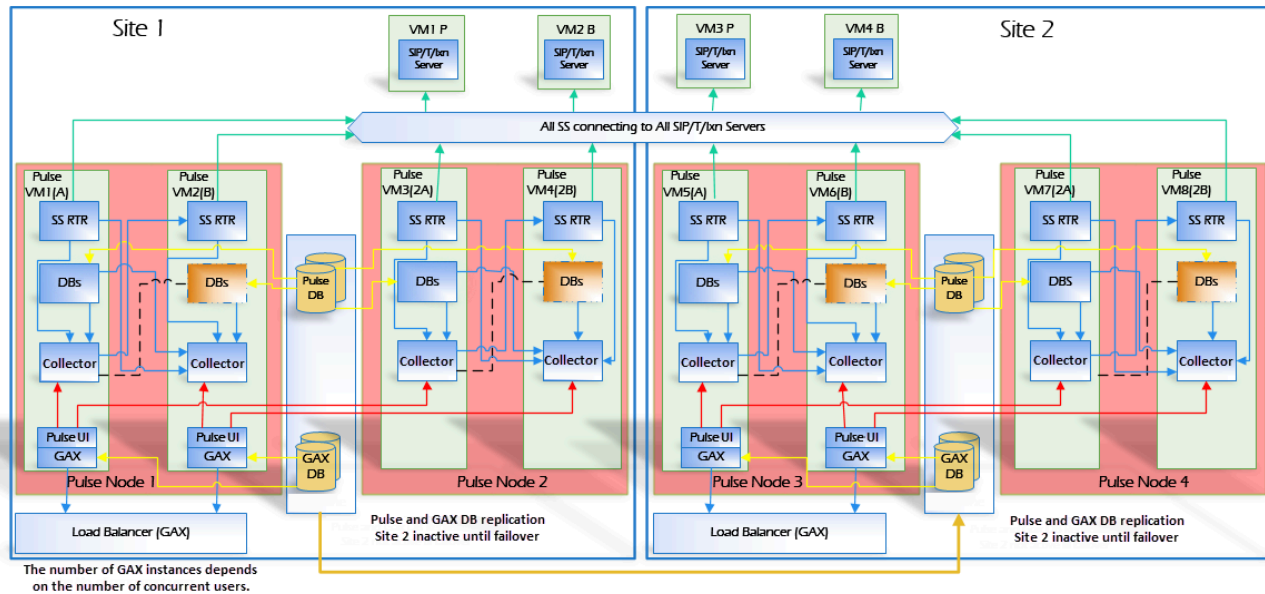 Site 1
VM1 P
SIP/T/Ixn
Server
VM2 B
SIP/T/Ixn
Server
VM3 P
SIP/T/Ixn
Server
VM4 B
SIP/T/Ixn
Server
Site 2
All SS connecting to All SIP/T/Ixn Servers
Pulse
VM1(A)
SS RTR
DBs
Collector
Pulse UI
GAX
Pulse
VM2(B)
SS RTR
DBs
Collector
Pulse UI
GAX
Pulse Node 1
Load Balancer (GAX)
The number of GAX instances depends
on the number of concurrent users.
Pulse
DB
GAX
DB
Pulse
VM3(2A)
SS RTR
DBs
Collector
Pulse
VM4(2B)
SS RTR
DBs
Collector
Pulse Node 2
Pulse and GAX DB replication
Site 2 inactive until failover
Pulse
VM5(A)
SS RTR
DBs
Collector
Pulse UI
GAX
Pulse
VM6(B)
SS RTR
DBs
Collector
Pulse UI
GAX
Pulse Node 3
Load Balancer (GAX)
Pulse
DB
GAX
DB
Pulse
VM7(2A)
SS RTR
DBS
Collector
Pulse
VM8(2B)
SS RTR
DBs
Collector
Pulse Node 4
Pulse and GAX DB replication
Site 2 inactive until failover